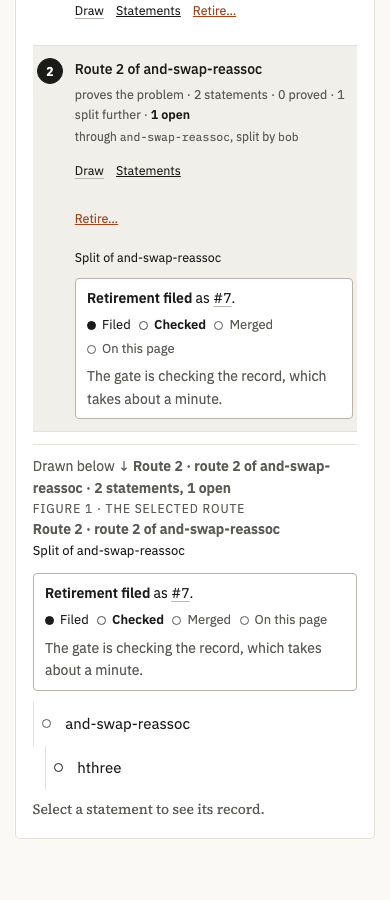 Draw Statements Retire...
2 Route 2 of and-swap-reassoc
proves the problem · 2 statements · 0 proved · 1
split further · 1 open
through and-swap-reassoc, split by bob
Draw Statements
Retire...
Split of and-swap-reassoc
Retirement filed as #7.
Filed Checked Merged
On this page
The gate is checking the record, which
takes about a minute.
Drawn below ↓ Route 2 · route 2 of and-swap-
reassoc · 2 statements, 1 open
FIGURE 1 · THE SELECTED ROUTE
Route 2 · route 2 of and-swap-reassoc
Split of and-swap-reassoc
Retirement filed as #7.
Filed Checked Merged On this page
The gate is checking the record, which takes
about a minute.
and-swap-reassoc
hthree
Select a statement to see its record.